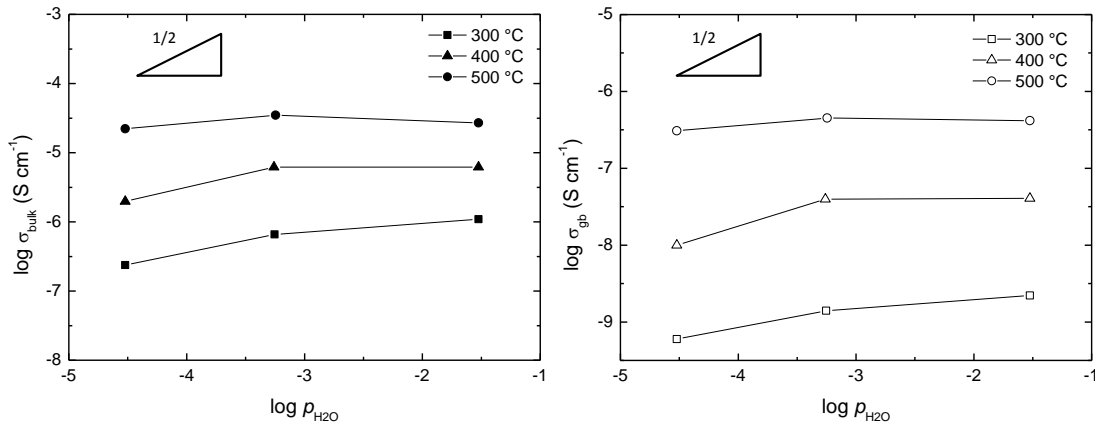 -3
-4
-5
-6
-7
-8
-5 -4 -3 -2 -1
log σbulk (S cm-1)
log pH2O
1/2
300 °C
400 °C
500 °C
-5
-6
-7
-8
-9
-5 -4 -3 -2 -1
log σgb (S cm-1)
log pH2O
1/2
300 °C
400 °C
500 °C